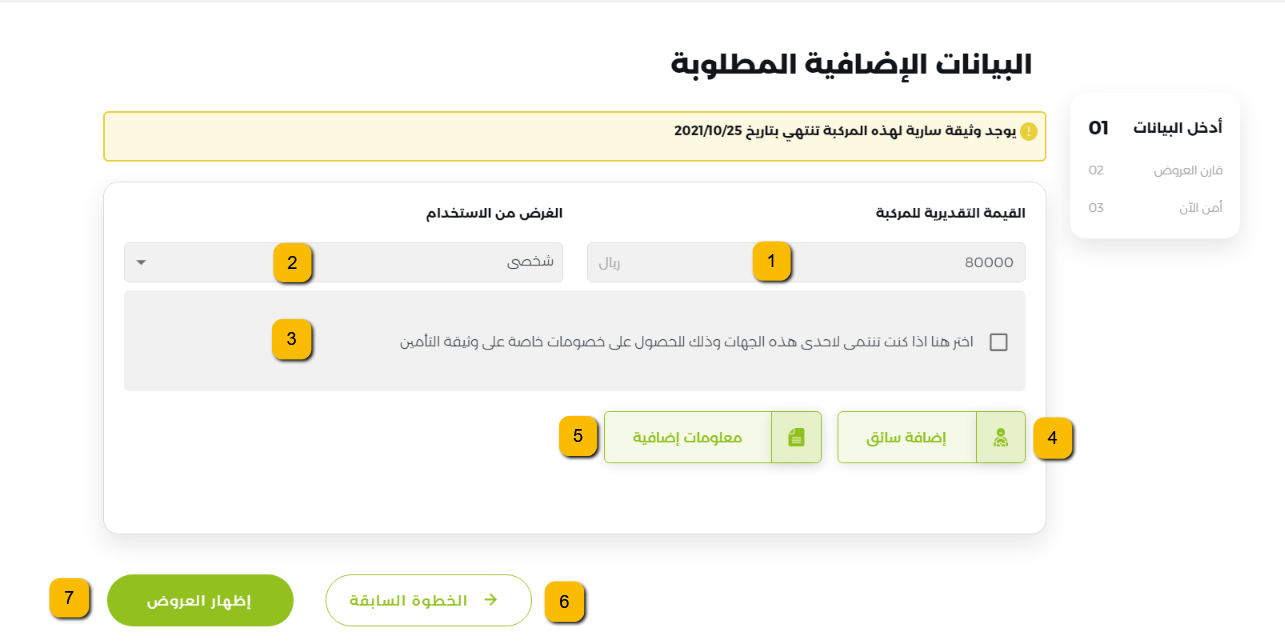 البيانات الإضافية المطلوبة
أدخل البيانات 01
قارن العروض 02
أمن الآن 03
! يوجد وثيقة سارية لهذه المركبة تنتهي بتاريخ 2021/10/25
القيمة التقديرية للمركبة
80000 1 ريال
الغرض من الاستخدام
شخصى 2
اختر هنا اذا كنت تنتمى لاحدى هذه الجهات وذلك للحصول على خصومات خاصة على وثيقة التأمين 3
4 إضافة سائق
معلومات إضافية 5
6 الخطوة السابقة
إظهار العروض 7